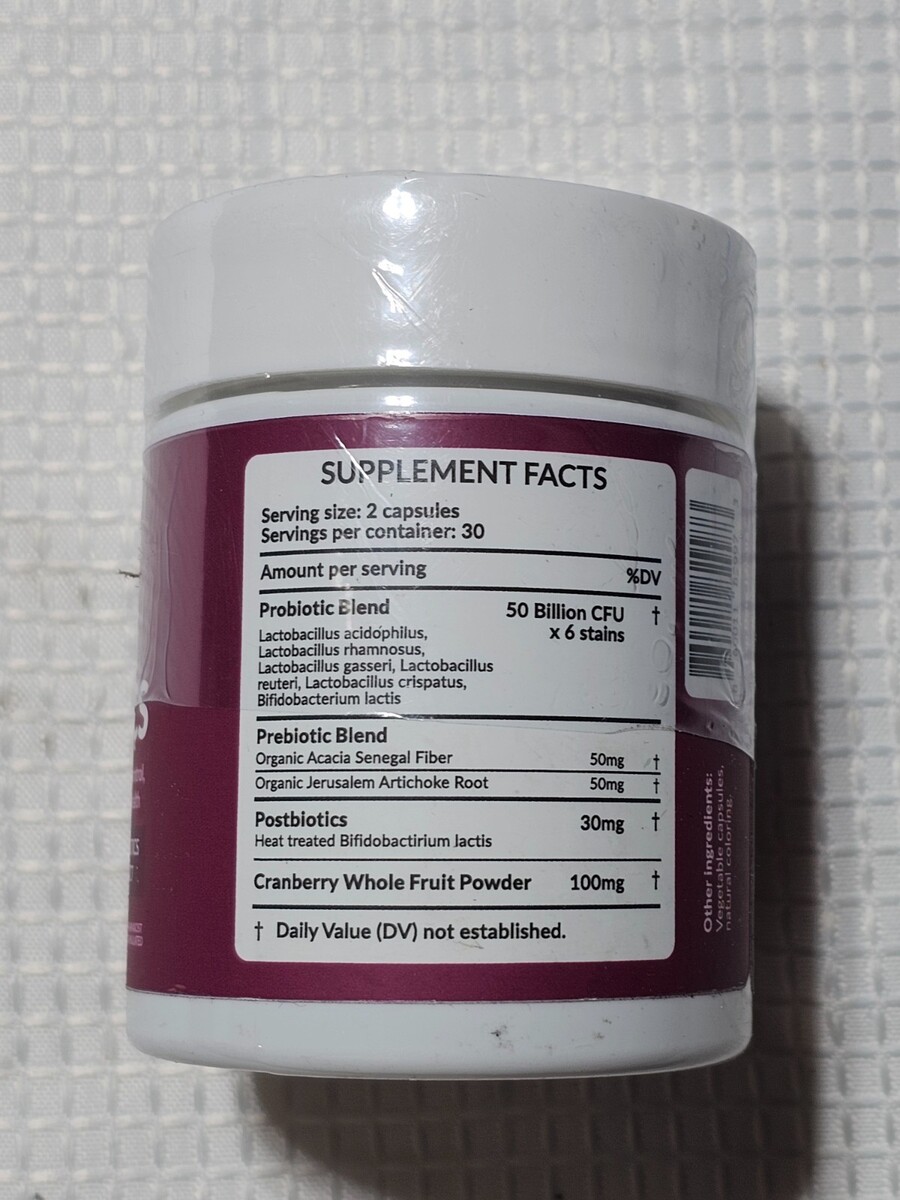 SUPPLEMENT FACTS
Serving size: 2 capsules
Servings per container: 30
Amount per serving %DV
Probiotic Blend 50 Billion CFU †
x 6 stains
Lactobacillus acidophilus,
Lactobacillus rhamnosus,
Lactobacillus gasseri, Lactobacillus
reuteri, Lactobacillus crispatus,
Bifidobacterium lactis
Prebiotic Blend
Organic Acacia Senegal Fiber 50mg †
Organic Jerusalem Artichoke Root 50mg †
Postbiotics 30mg †
Heat treated Bifidobactirium lactis
Cranberry Whole Fruit Powder 100mg †
† Daily Value (DV) not established.
Other ingredients:
Vegetable capsules,
natural coloring.